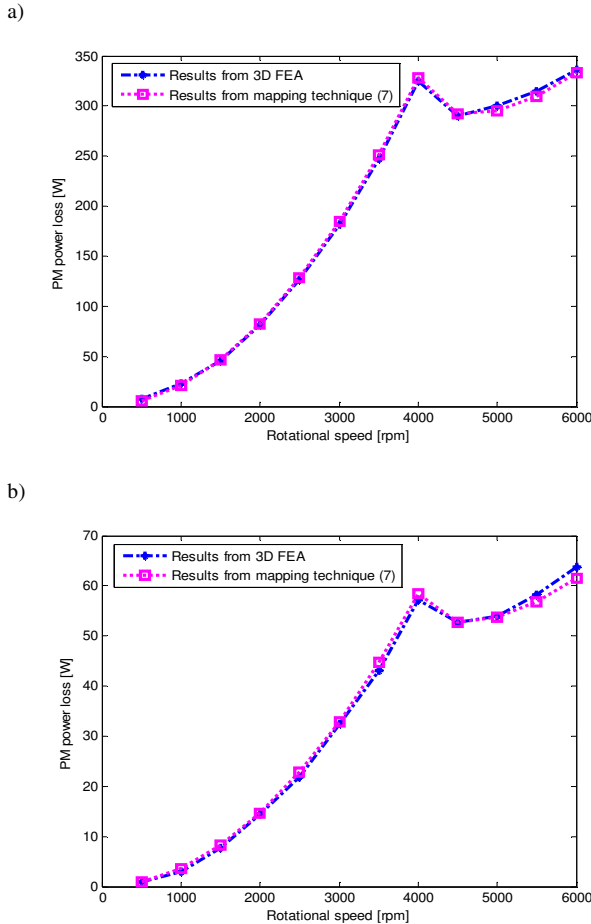 a)
350
300
250
200
150
100
50
0
PM power loss [W]
Results from 3D FEA
Results from mapping technique (7)
0 1000 2000 3000 4000 5000 6000
Rotational speed [rpm]
b)
70
60
50
40
30
20
10
0
PM power loss [W]
Results from 3D FEA
Results from mapping technique (7)
0 1000 2000 3000 4000 5000 6000
Rotational speed [rpm]